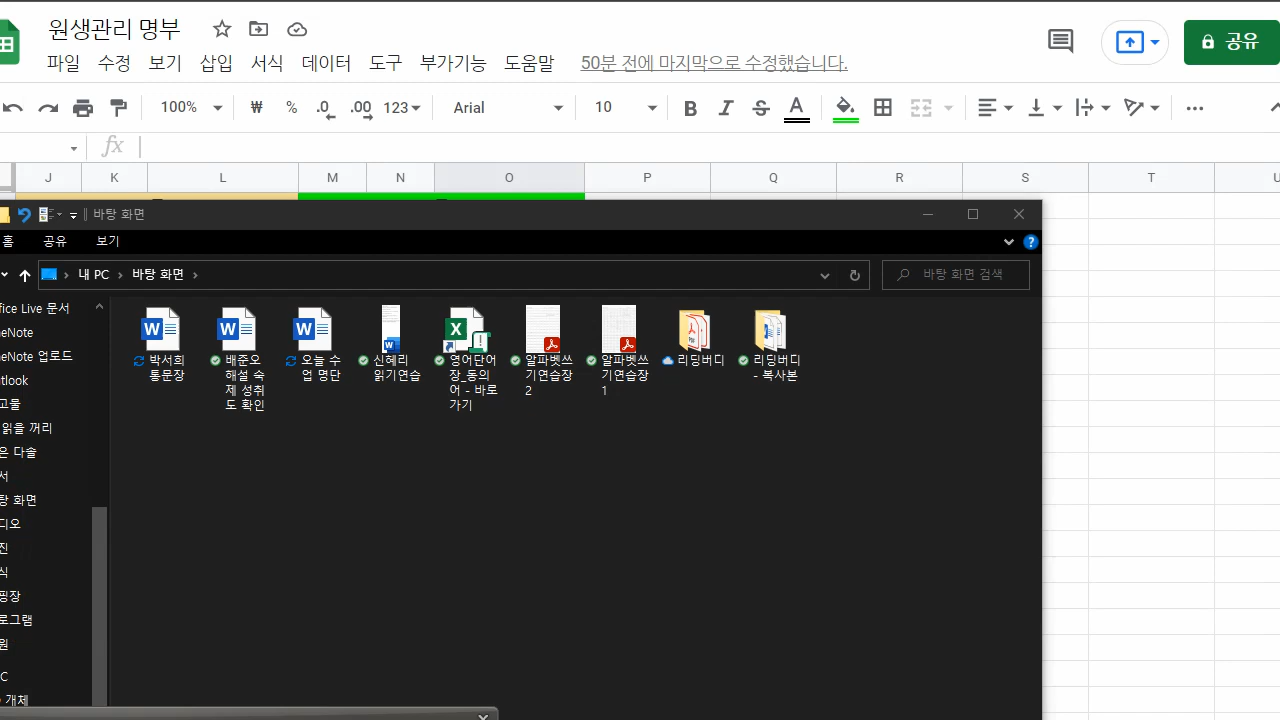 원생관리 명부
파일 수정 보기 삽입 서식 데이터 도구 부가기능 도움말 50분 전에 마지막으로 수정했습니다.
공유
100% ₩ % .0 .00 123 Arial 10 B I S A
fx
J K L M N O P Q R S T U
바탕 화면
홈 공유 보기
내 PC › 바탕 화면 ›
바탕 화면 검색
fice Live 문서
eNote
eNote 업로드
tlook
고물
읽을 꺼리
은 다솔
서
탕 화면
디오
진
식
핑장
로그램
원
C
개체
박서희
통문장
배준오
해설 숙
제 성취
도 확인
오늘 수
업 명단
신혜리
읽기연습
영어단어
장_동의
어 - 바로
가기
알파벳쓰
기연습장
2
알파벳쓰
기연습장
1
리딩버디
리딩버디
- 복사본